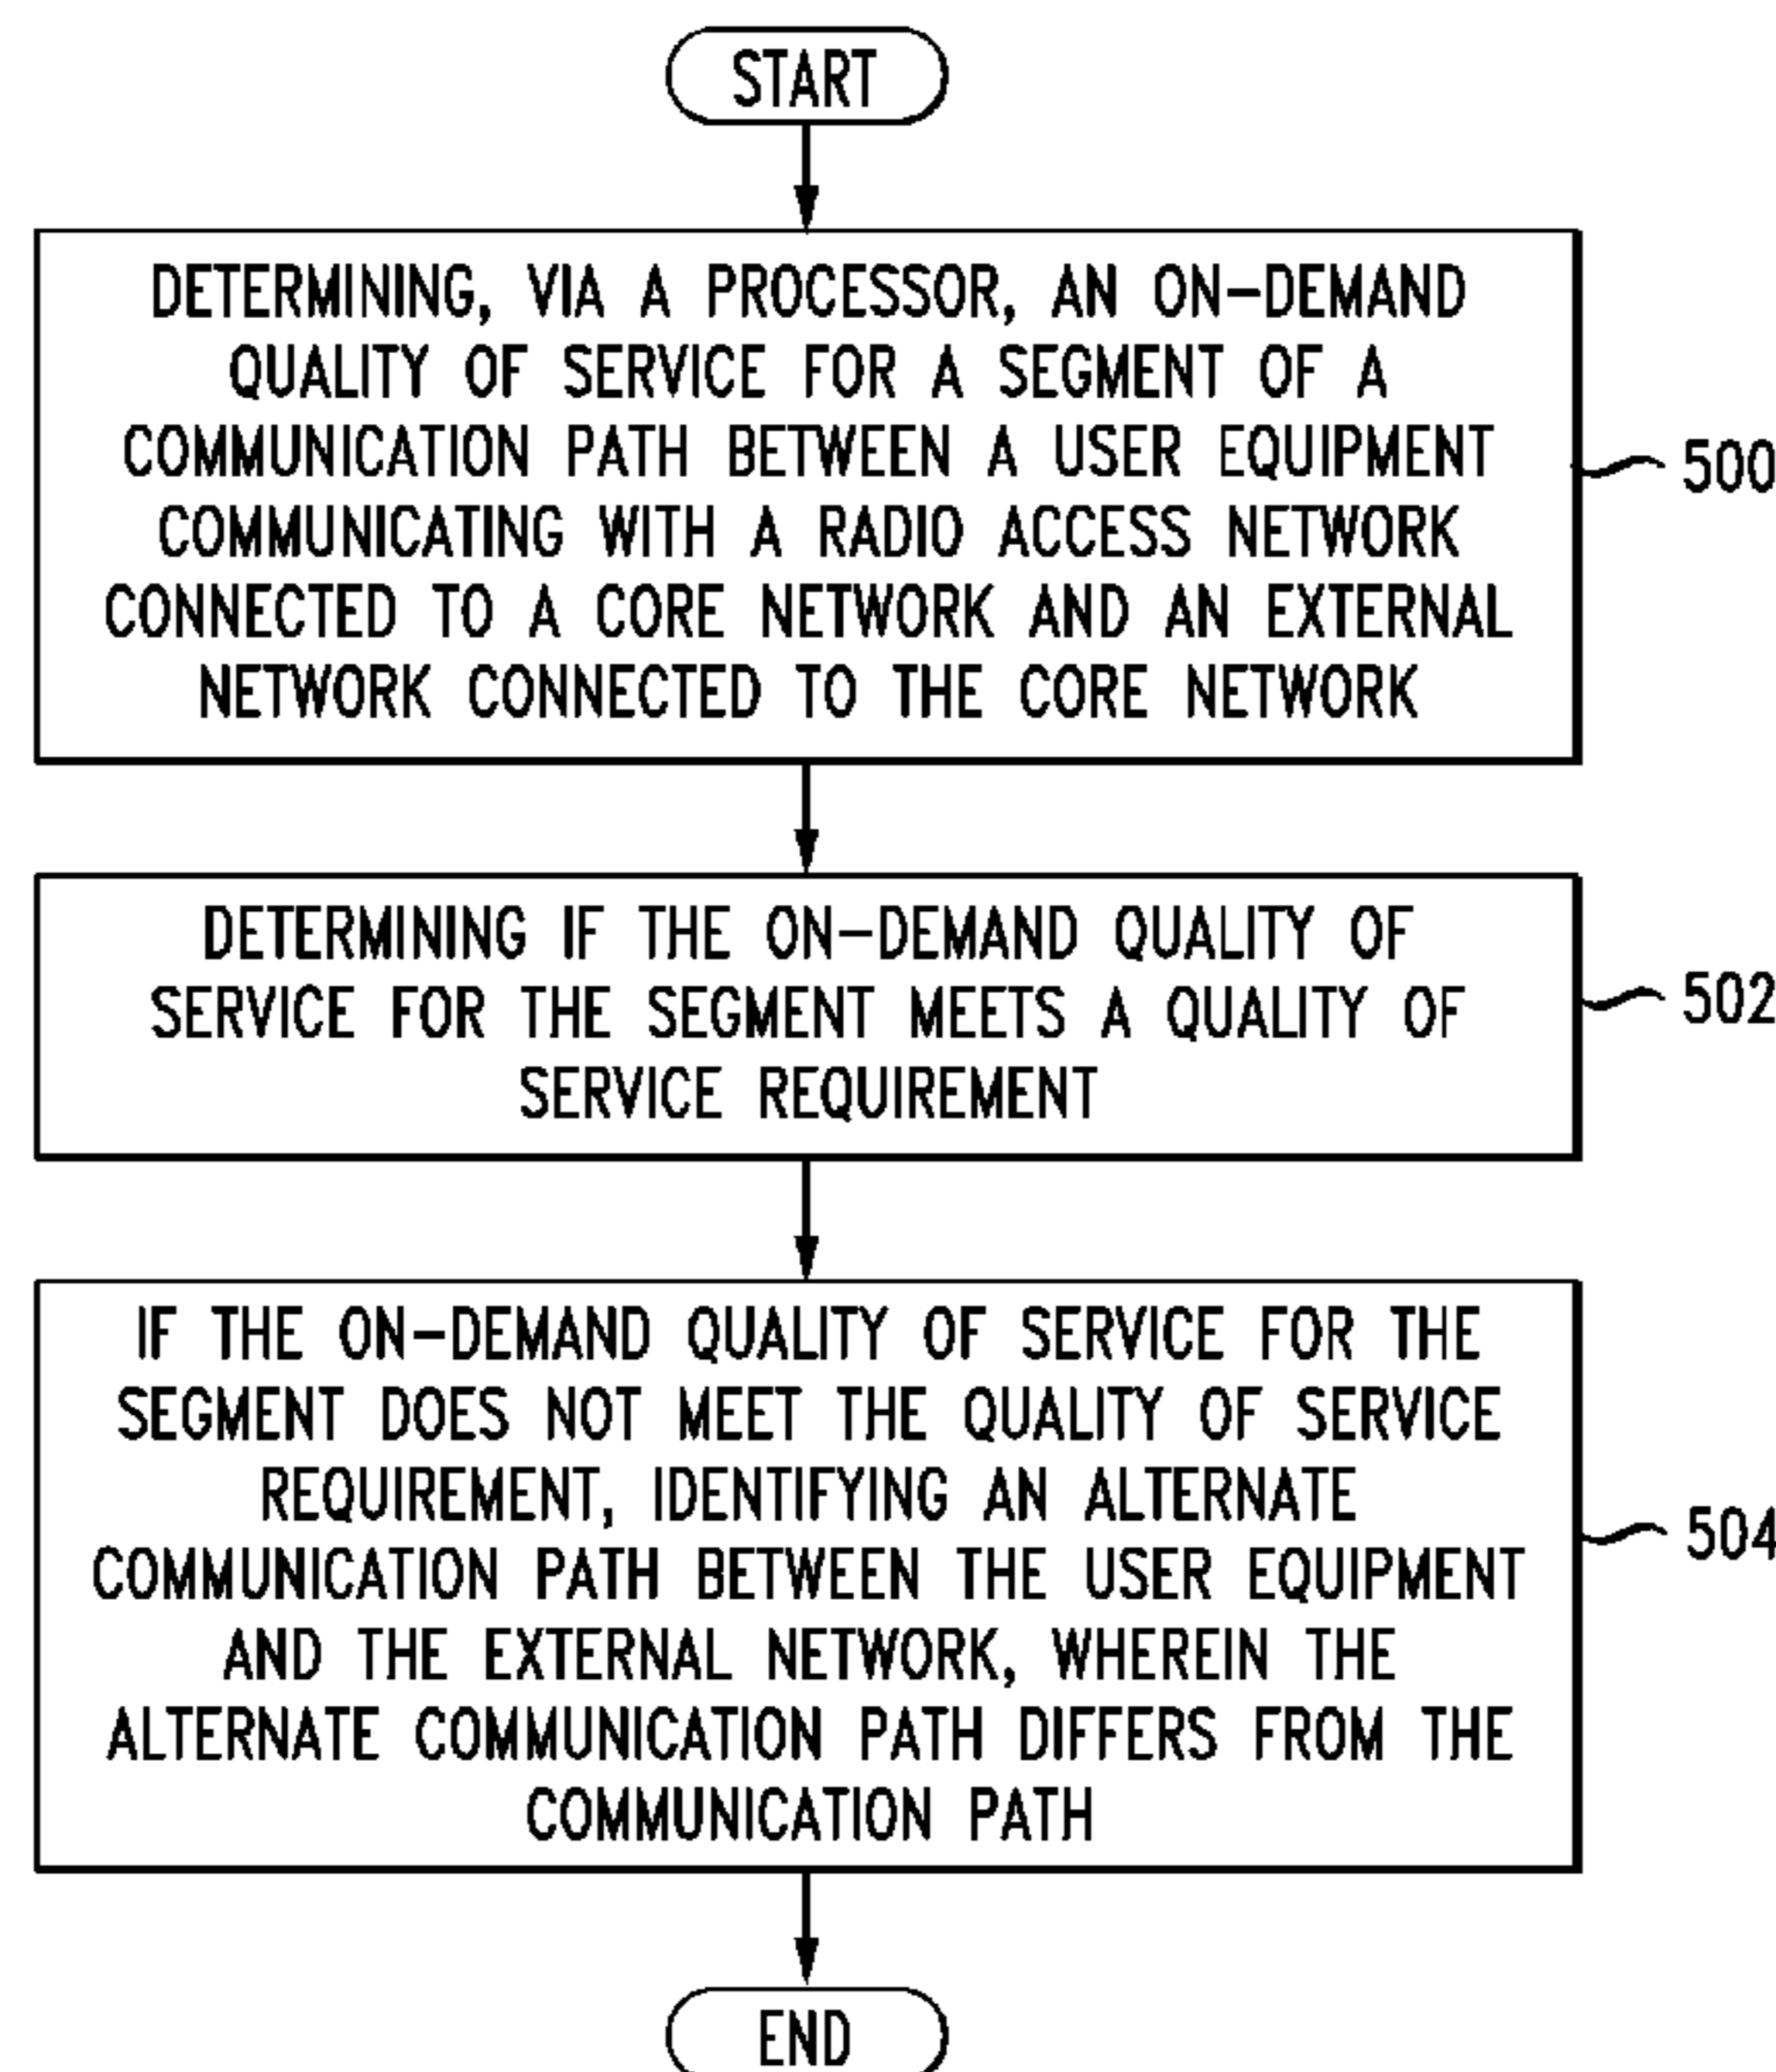 START
DETERMINING, VIA A PROCESSOR, AN ON-DEMAND
QUALITY OF SERVICE FOR A SEGMENT OF A
COMMUNICATION PATH BETWEEN A USER EQUIPMENT
COMMUNICATING WITH A RADIO ACCESS NETWORK
CONNECTED TO A CORE NETWORK AND AN EXTERNAL
NETWORK CONNECTED TO THE CORE NETWORK
500
DETERMINING IF THE ON-DEMAND QUALITY OF
SERVICE FOR THE SEGMENT MEETS A QUALITY OF
SERVICE REQUIREMENT
502
IF THE ON-DEMAND QUALITY OF SERVICE FOR THE
SEGMENT DOES NOT MEET THE QUALITY OF SERVICE
REQUIREMENT, IDENTIFYING AN ALTERNATE
COMMUNICATION PATH BETWEEN THE USER EQUIPMENT
AND THE EXTERNAL NETWORK, WHEREIN THE
ALTERNATE COMMUNICATION PATH DIFFERS FROM THE
COMMUNICATION PATH
504
END